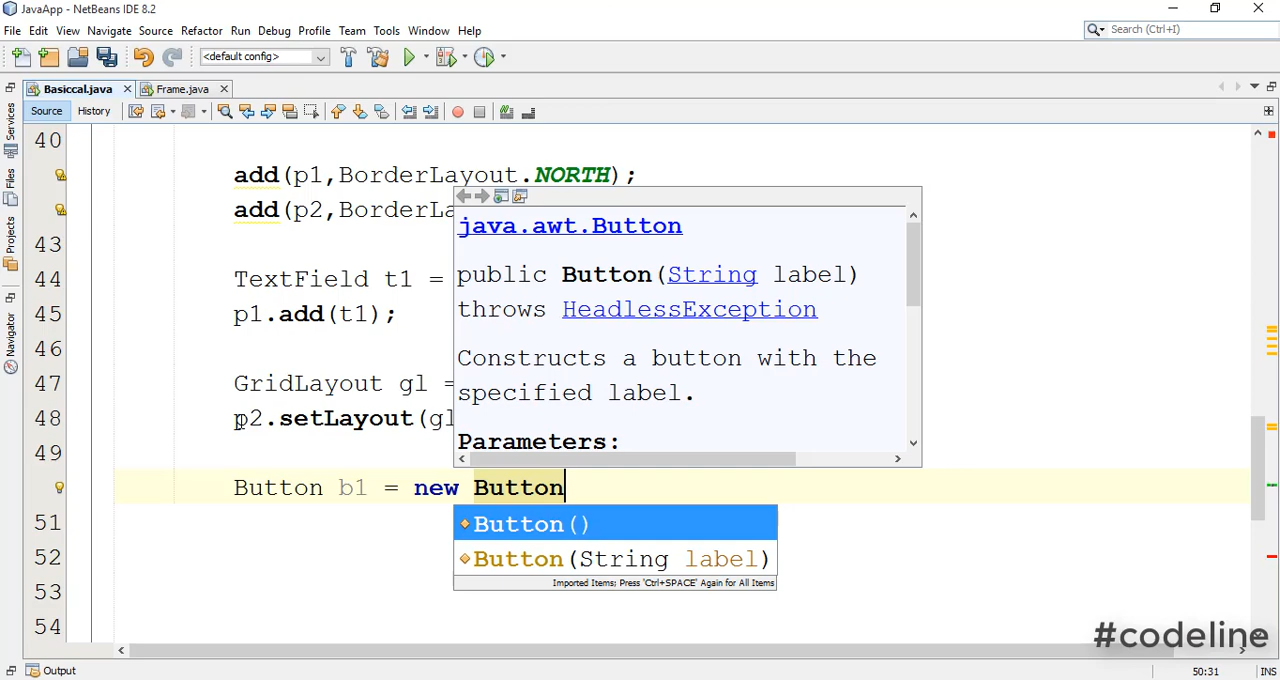 JavaApp - NetBeans IDE 8.2
File Edit View Navigate Source Refactor Run Debug Profile Team Tools Window Help
Search (Ctrl+I)
<default config>
Basiccal.java
Frame.java
Source History
Services
Files
Projects
Navigator
40
add(p1,BorderLayout.NORTH);
add(p2,BorderLa
43
44 TextField t1 =
45 p1.add(t1);
46
47 GridLayout gl =
48 p2.setLayout(gl
49
Button b1 = new Button
51
52
53
54
java.awt.Button
public Button(String label)
throws HeadlessException
Constructs a button with the
specified label.
Parameters:
Button()
Button(String label)
Imported Items; Press 'Ctrl+SPACE' Again for All Items
#codeline
Output
50:31 INS